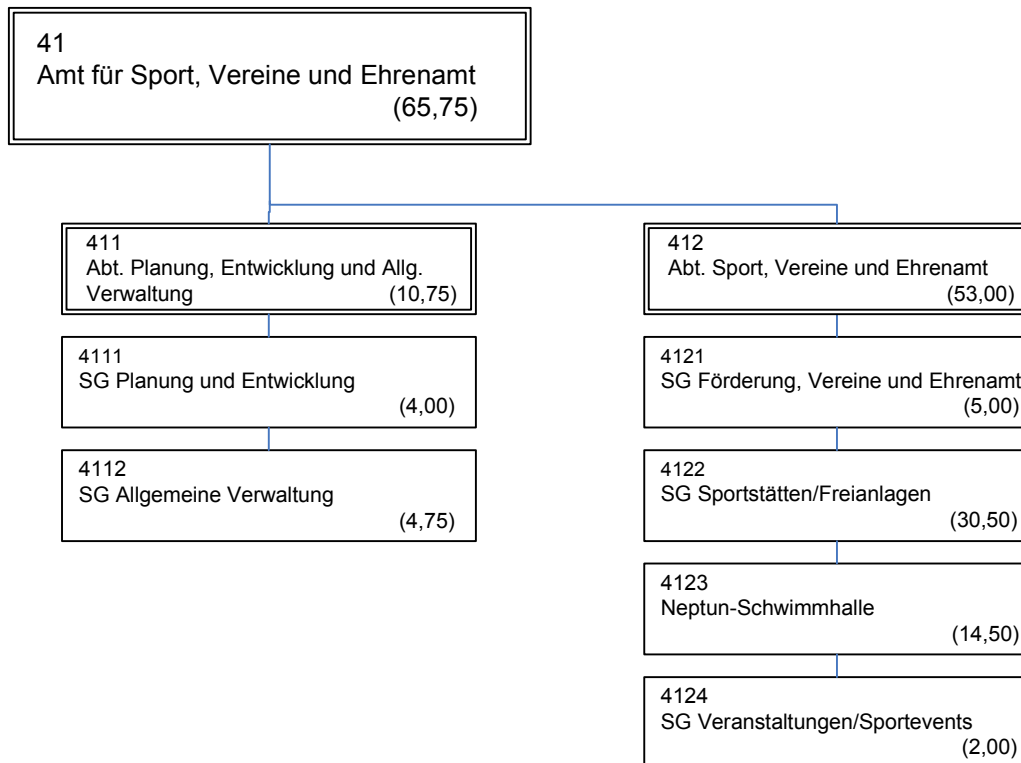 41
Amt für Sport, Vereine und Ehrenamt
(65,75)
411
Abt. Planung, Entwicklung und Allg.
Verwaltung (10,75)
4111
SG Planung und Entwicklung
(4,00)
4112
SG Allgemeine Verwaltung
(4,75)
412
Abt. Sport, Vereine und Ehrenamt
(53,00)
4121
SG Förderung, Vereine und Ehrenamt
(5,00)
4122
SG Sportstätten/Freianlagen
(30,50)
4123
Neptun-Schwimmhalle
(14,50)
4124
SG Veranstaltungen/Sportevents
(2,00)